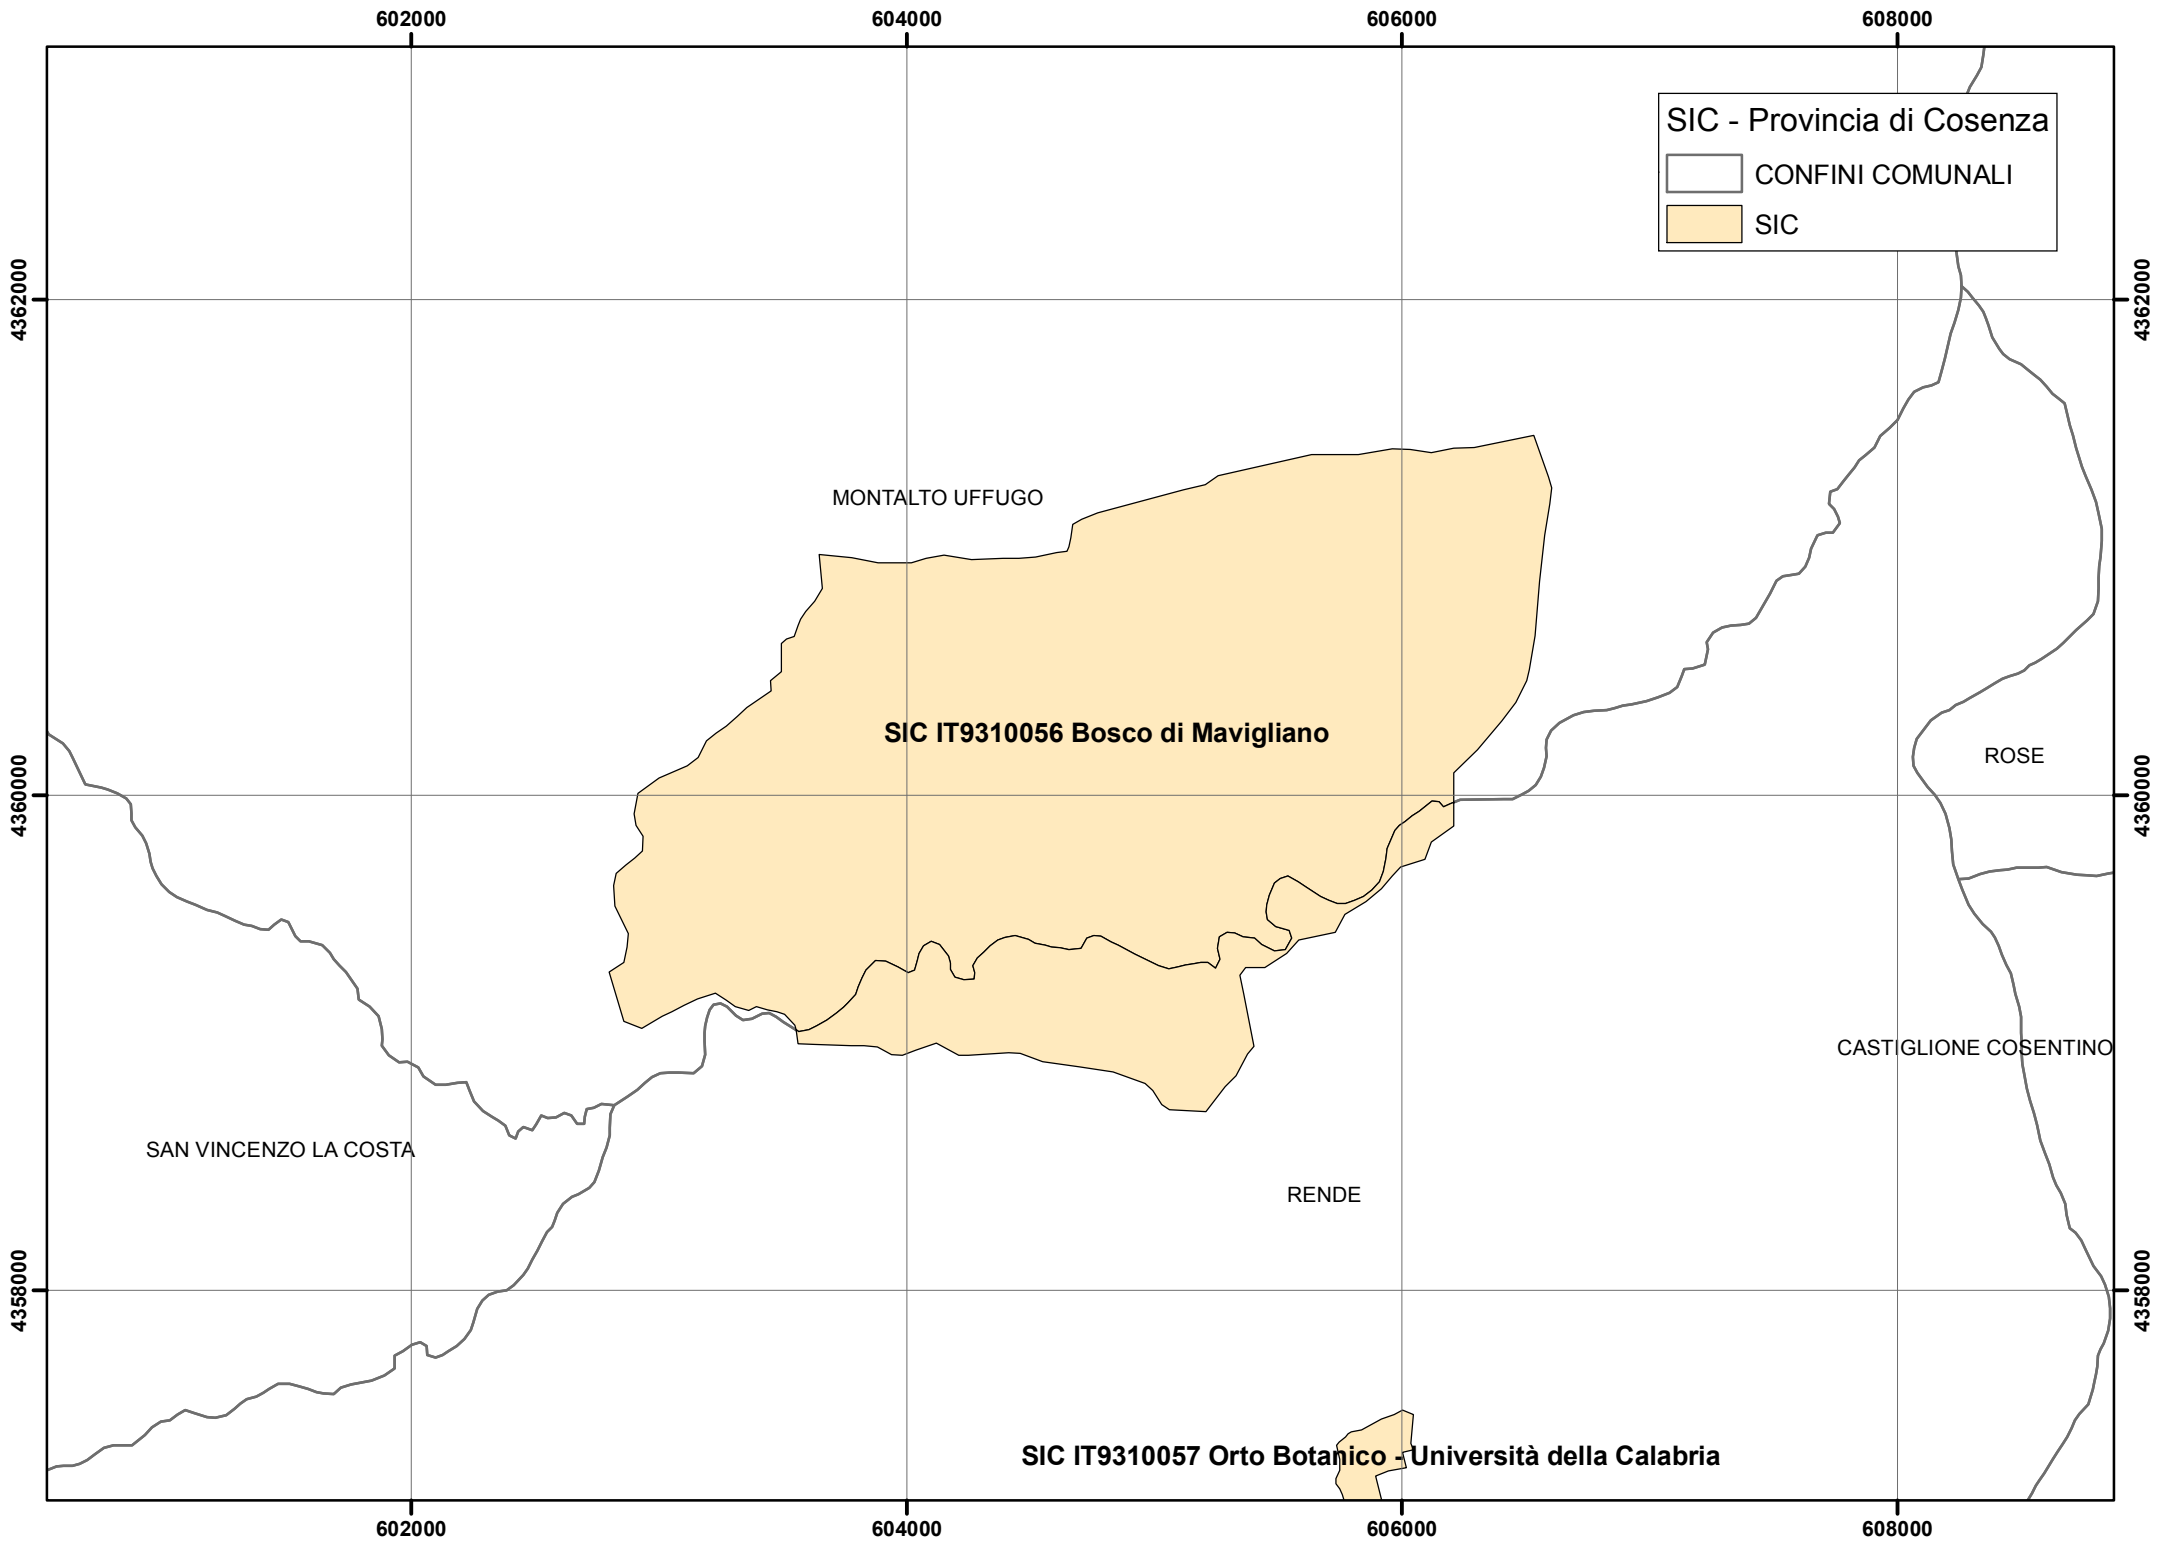 602000
604000
606000
608000
SIC - Provincia di Cosenza
CONFINI COMUNALI
SIC
4362000
4362000
MONTALTO UFFUGO
SIC IT9310056 Bosco di Mavigliano
ROSE
4360000
4360000
CASTIGLIONE COSENTINO
SAN VINCENZO LA COSTA
RENDE
4358000
4358000
SIC IT9310057 Orto Botanico - Università della Calabria
602000
604000
606000
608000